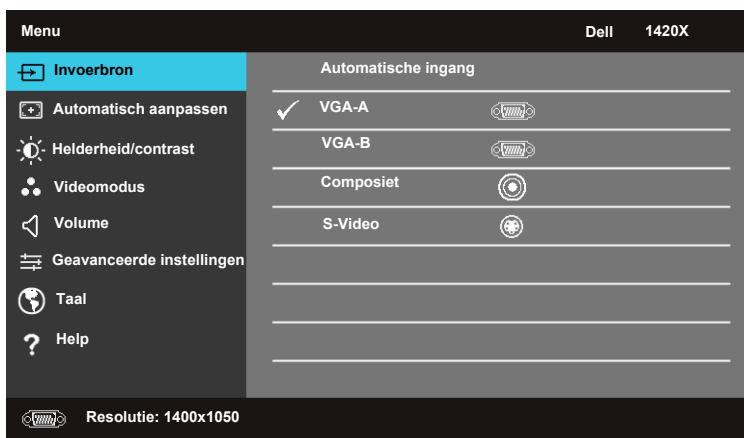 Menu Dell 1420X
Invoerbron
Automatisch aanpassen
Helderheid/contrast
Videomodus
Volume
Geavanceerde instellingen
Taal
Help
Automatische ingang
VGA-A
VGA-B
Composiet
S-Video
Resolutie: 1400x1050